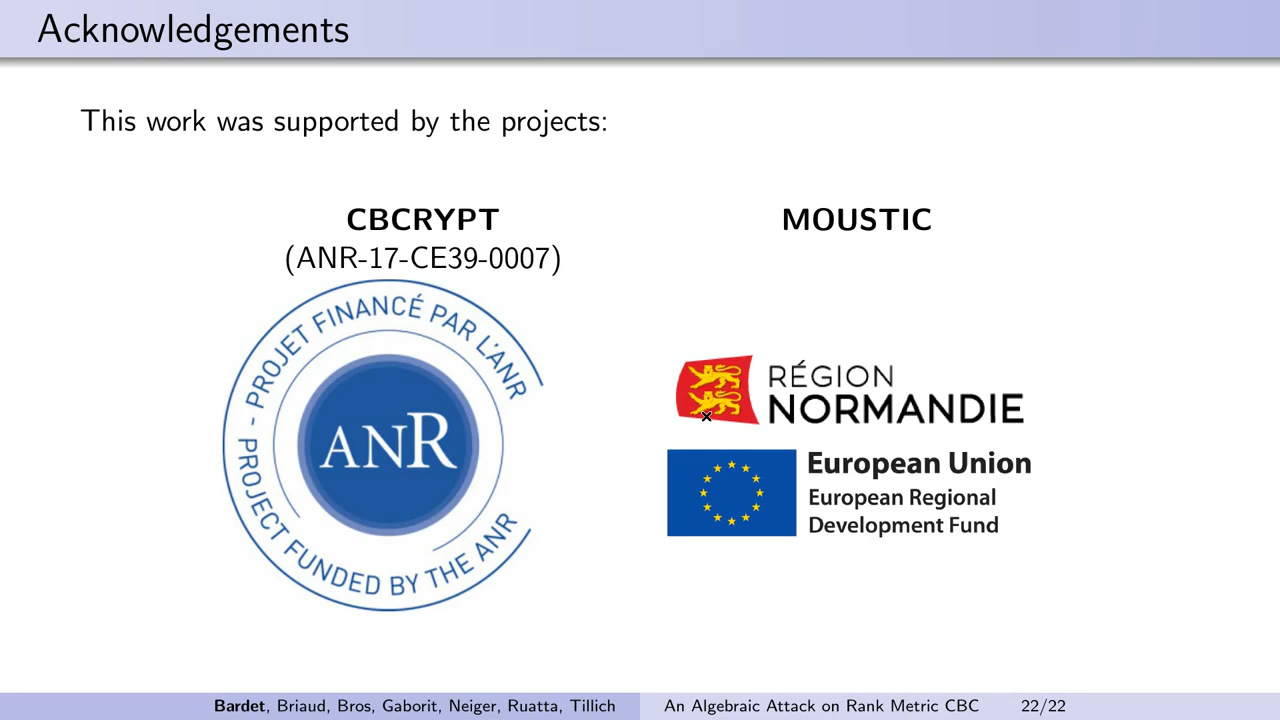 Acknowledgements
This work was supported by the projects:
CBCRYPT
(ANR-17-CE39-0007)
- PROJET FINANCÉ PAR L'ANR
PROJECT FUNDED BY THE ANR
ANR
MOUSTIC
RÉGION
NORMANDIE
European Union
European Regional
Development Fund
Bardet, Briaud, Bros, Gaborit, Neiger, Ruatta, Tillich
An Algebraic Attack on Rank Metric CBC 22/22